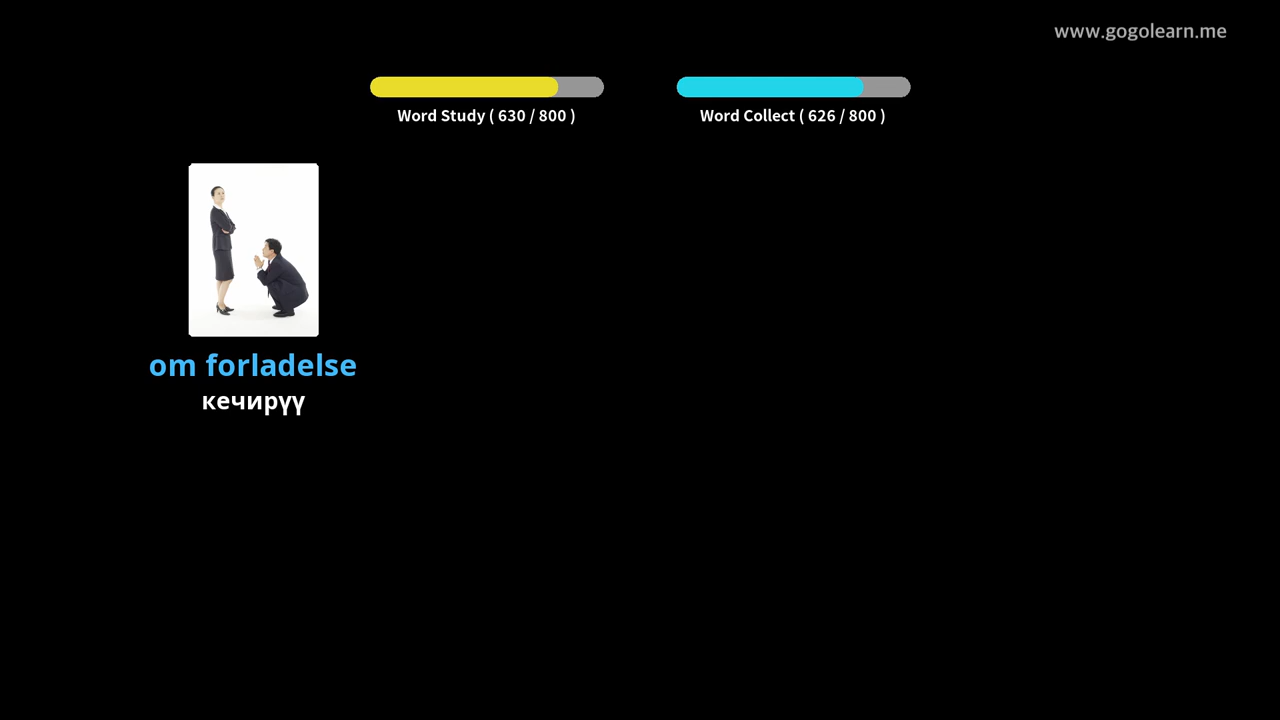 www.gogolearn.me
Word Study ( 630 / 800 )
Word Collect ( 626 / 800 )
om forladelse
кечирүү